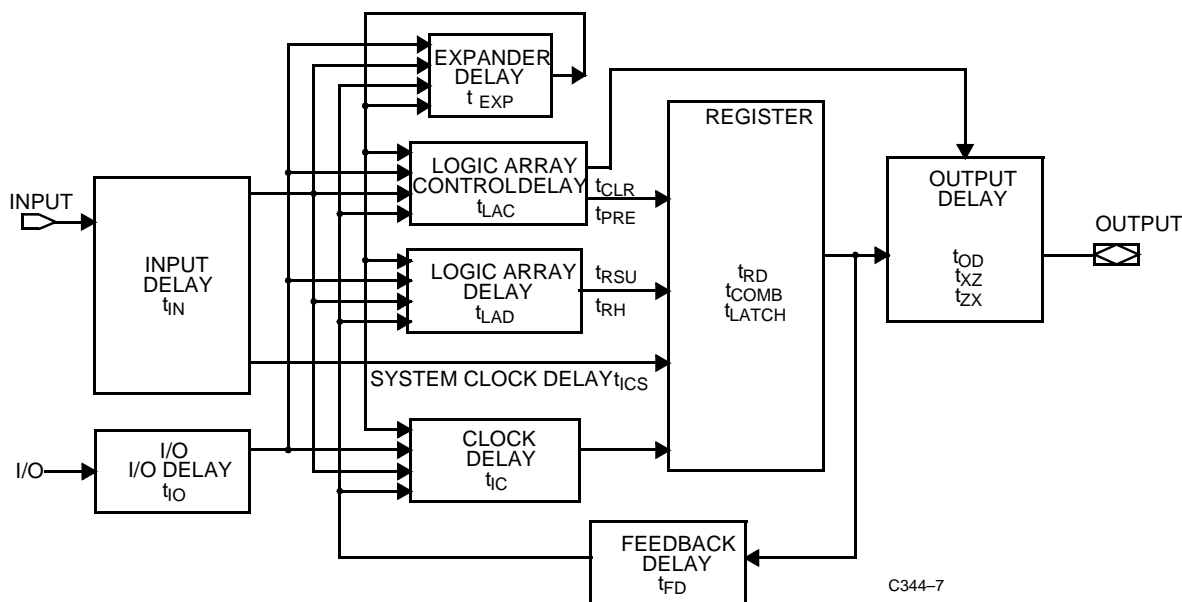 EXPANDER
DELAY
t EXP
REGISTER
LOGIC ARRAY
CONTROLDELAY
tLAC
tCLR
tPRE
OUTPUT
DELAY
tOD
tXZ
tZX
INPUT
OUTPUT
INPUT
DELAY
tIN
LOGIC ARRAY
DELAY
tLAD
tRSU
tRH
tRD
tCOMB
tLATCH
SYSTEM CLOCK DELAYtICS
I/O
I/O
I/O DELAY
tIO
CLOCK
DELAY
tIC
FEEDBACK
DELAY
tFD
C344–7